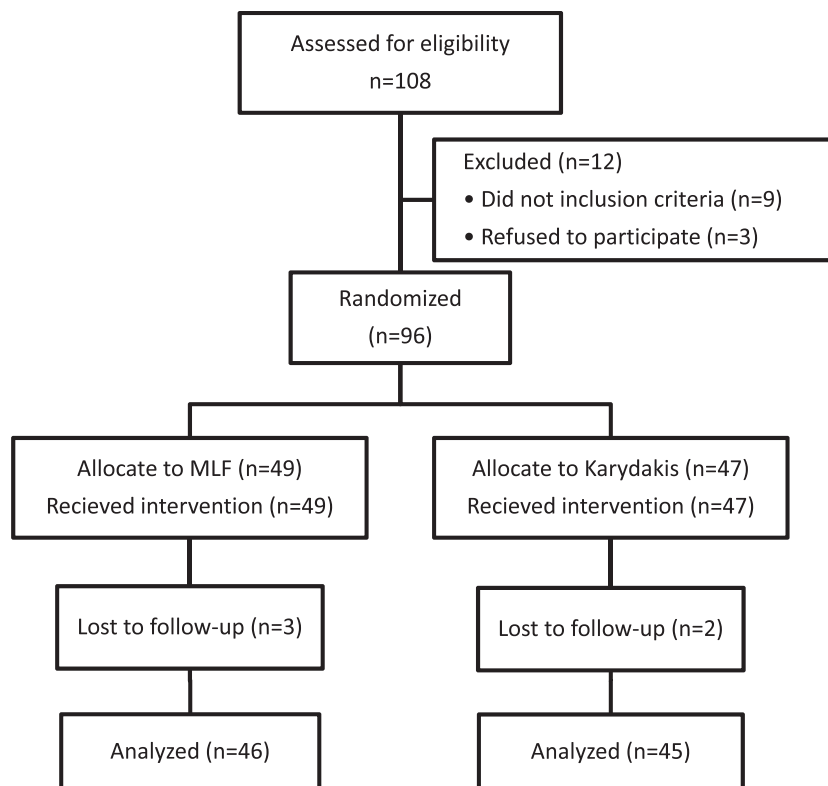 Assessed for eligibility
n=108
Excluded (n=12)
• Did not inclusion criteria (n=9)
• Refused to participate (n=3)
Randomized
(n=96)
Allocate to MLF (n=49)
Recieved intervention (n=49)
Allocate to Karydakis (n=47)
Recieved intervention (n=47)
Lost to follow-up (n=3)
Lost to follow-up (n=2)
Analyzed (n=46)
Analyzed (n=45)